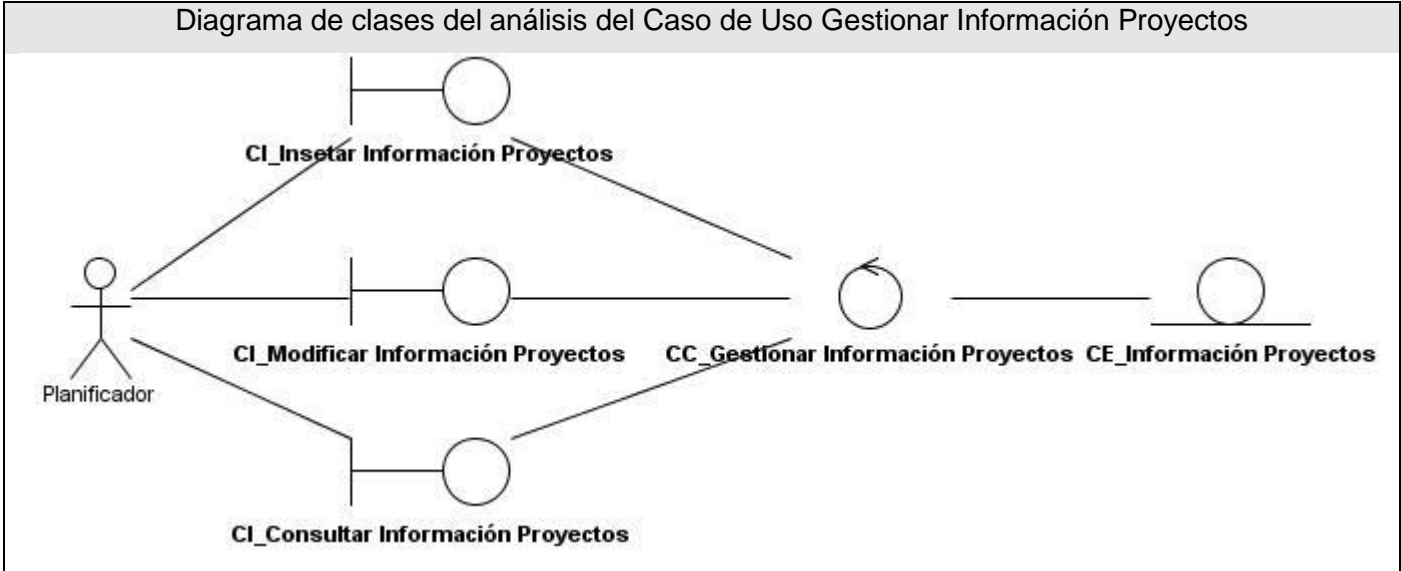 Diagrama de clases del análisis del Caso de Uso Gestionar Información Proyectos
CI_Insetar Información Proyectos
CI_Modificar Información Proyectos
CC_Gestionar Información Proyectos
CE_Información Proyectos
Planificador
CI_Consultar Información Proyectos